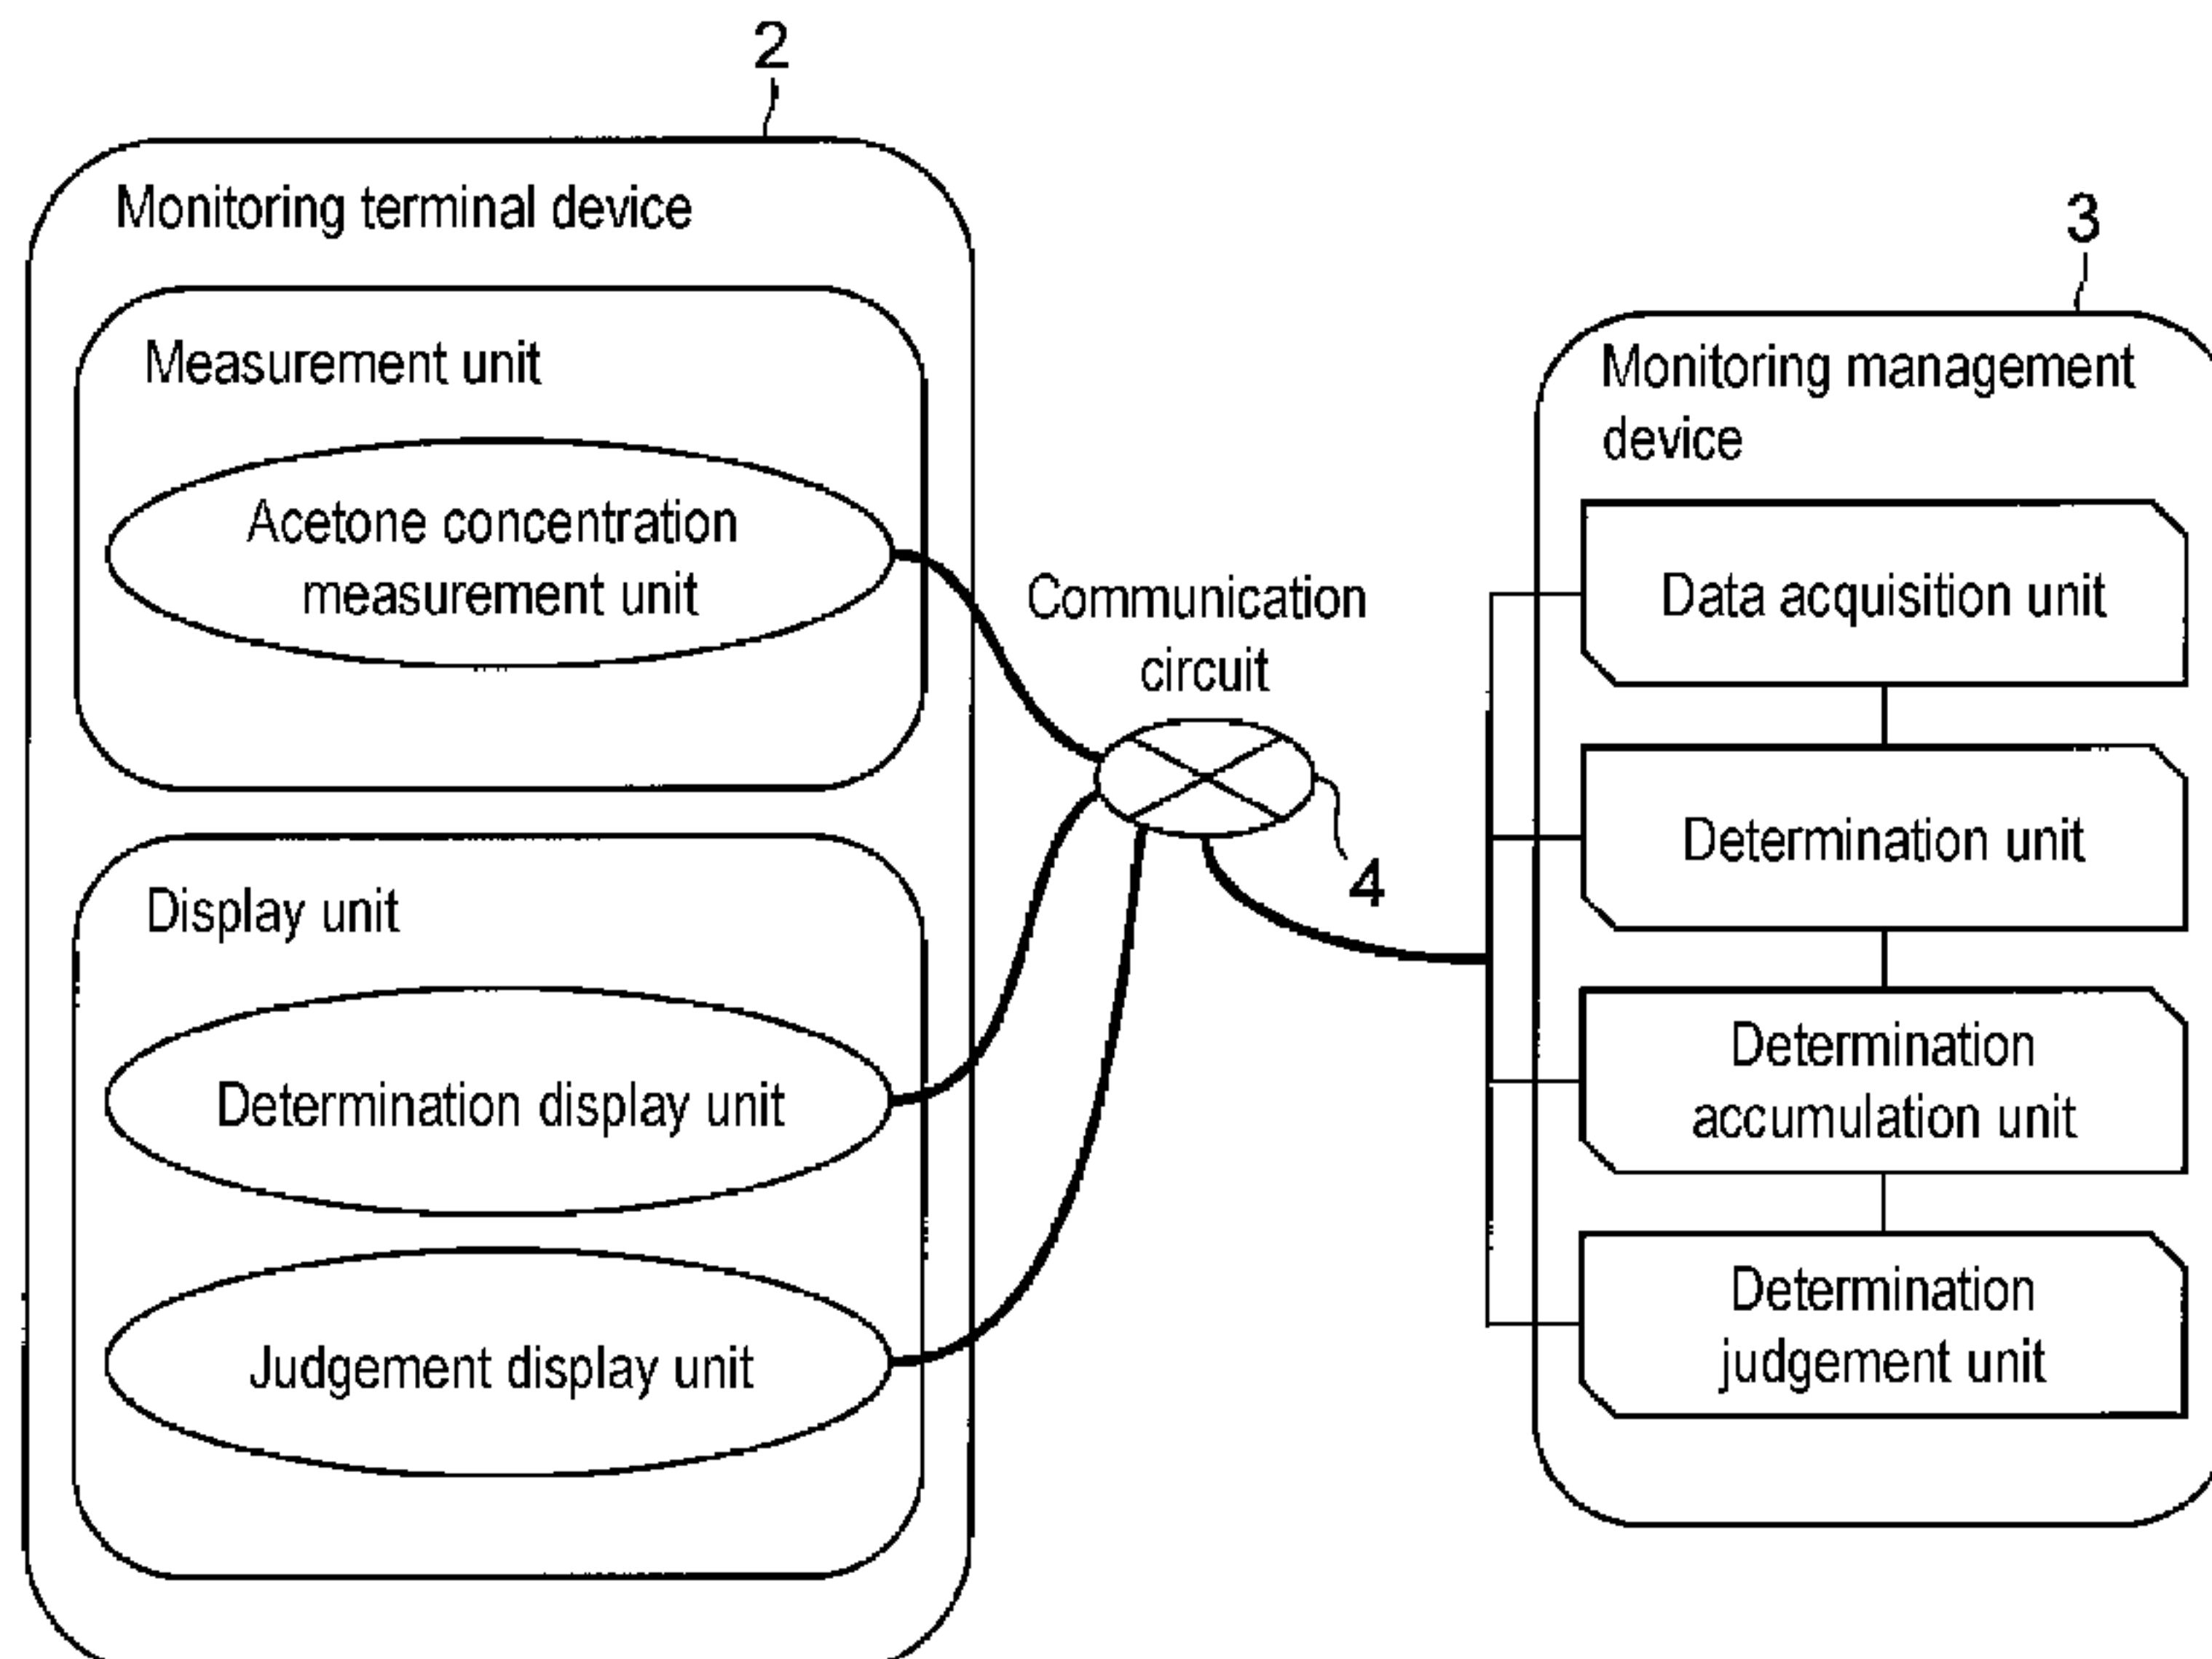 2
Monitoring terminal device
Measurement unit
Acetone concentration
measurement unit
Display unit
Determination display unit
Judgement display unit
Communication
circuit
4
3
Monitoring management
device
Data acquisition unit
Determination unit
Determination
accumulation unit
Determination
judgement unit